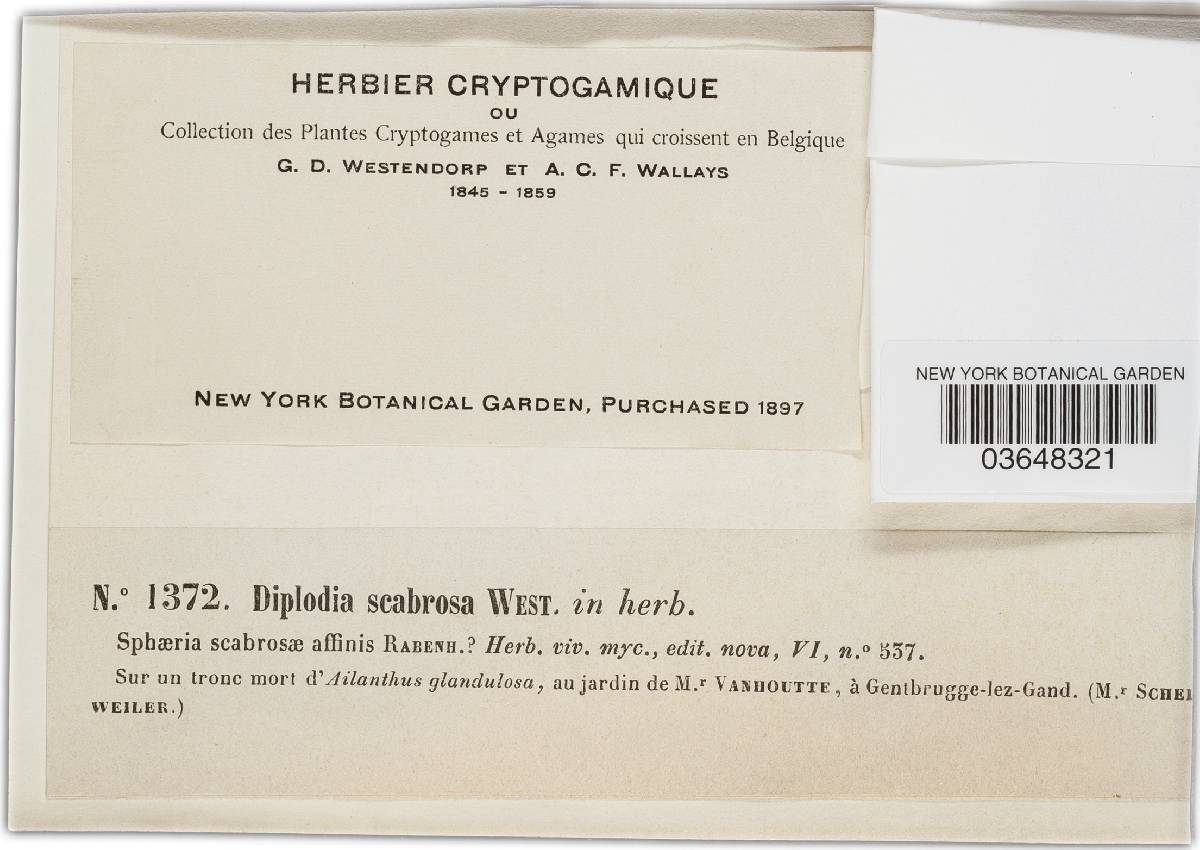 HERBIER CRYPTOGAMIQUE
OU
Collection des Plantes Cryptogames et Agames qui croissent en Belgique
G. D. WESTENDORP ET A. C. F. WALLAYS
1845 - 1859
NEW YORK BOTANICAL GARDEN, PURCHASED 1897
NEW YORK BOTANICAL GARDEN
03648321
N.º 1372. Diplodia scabrosa WEST. in herb.
Sphæria scabrosæ affinis RABENH.? Herb. viv. myc., edit. nova, VI, n.º 537.
Sur un tronc mort d'Ailanthus glandulosa, au jardin de M.r VANHOUTTE, à Gentbrugge-lez-Gand. (M.r SCHEI
WEILER.)